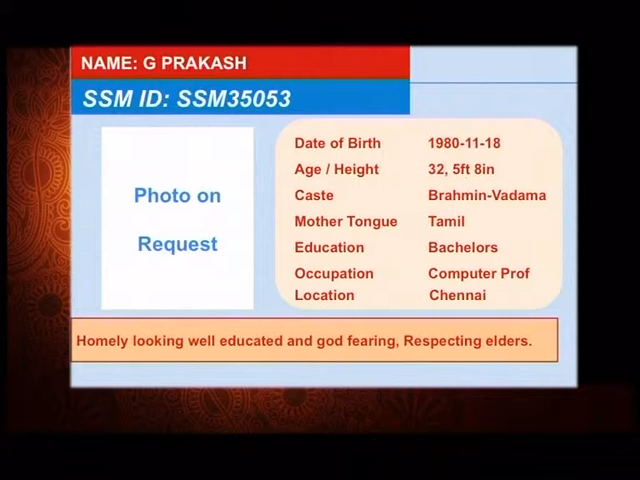 NAME: G PRAKASH
SSM ID: SSM35053
Photo on
Request
Date of Birth 1980-11-18
Age / Height 32, 5ft 8in
Caste Brahmin-Vadama
Mother Tongue Tamil
Education Bachelors
Occupation Computer Prof
Location Chennai
Homely looking well educated and god fearing, Respecting elders.